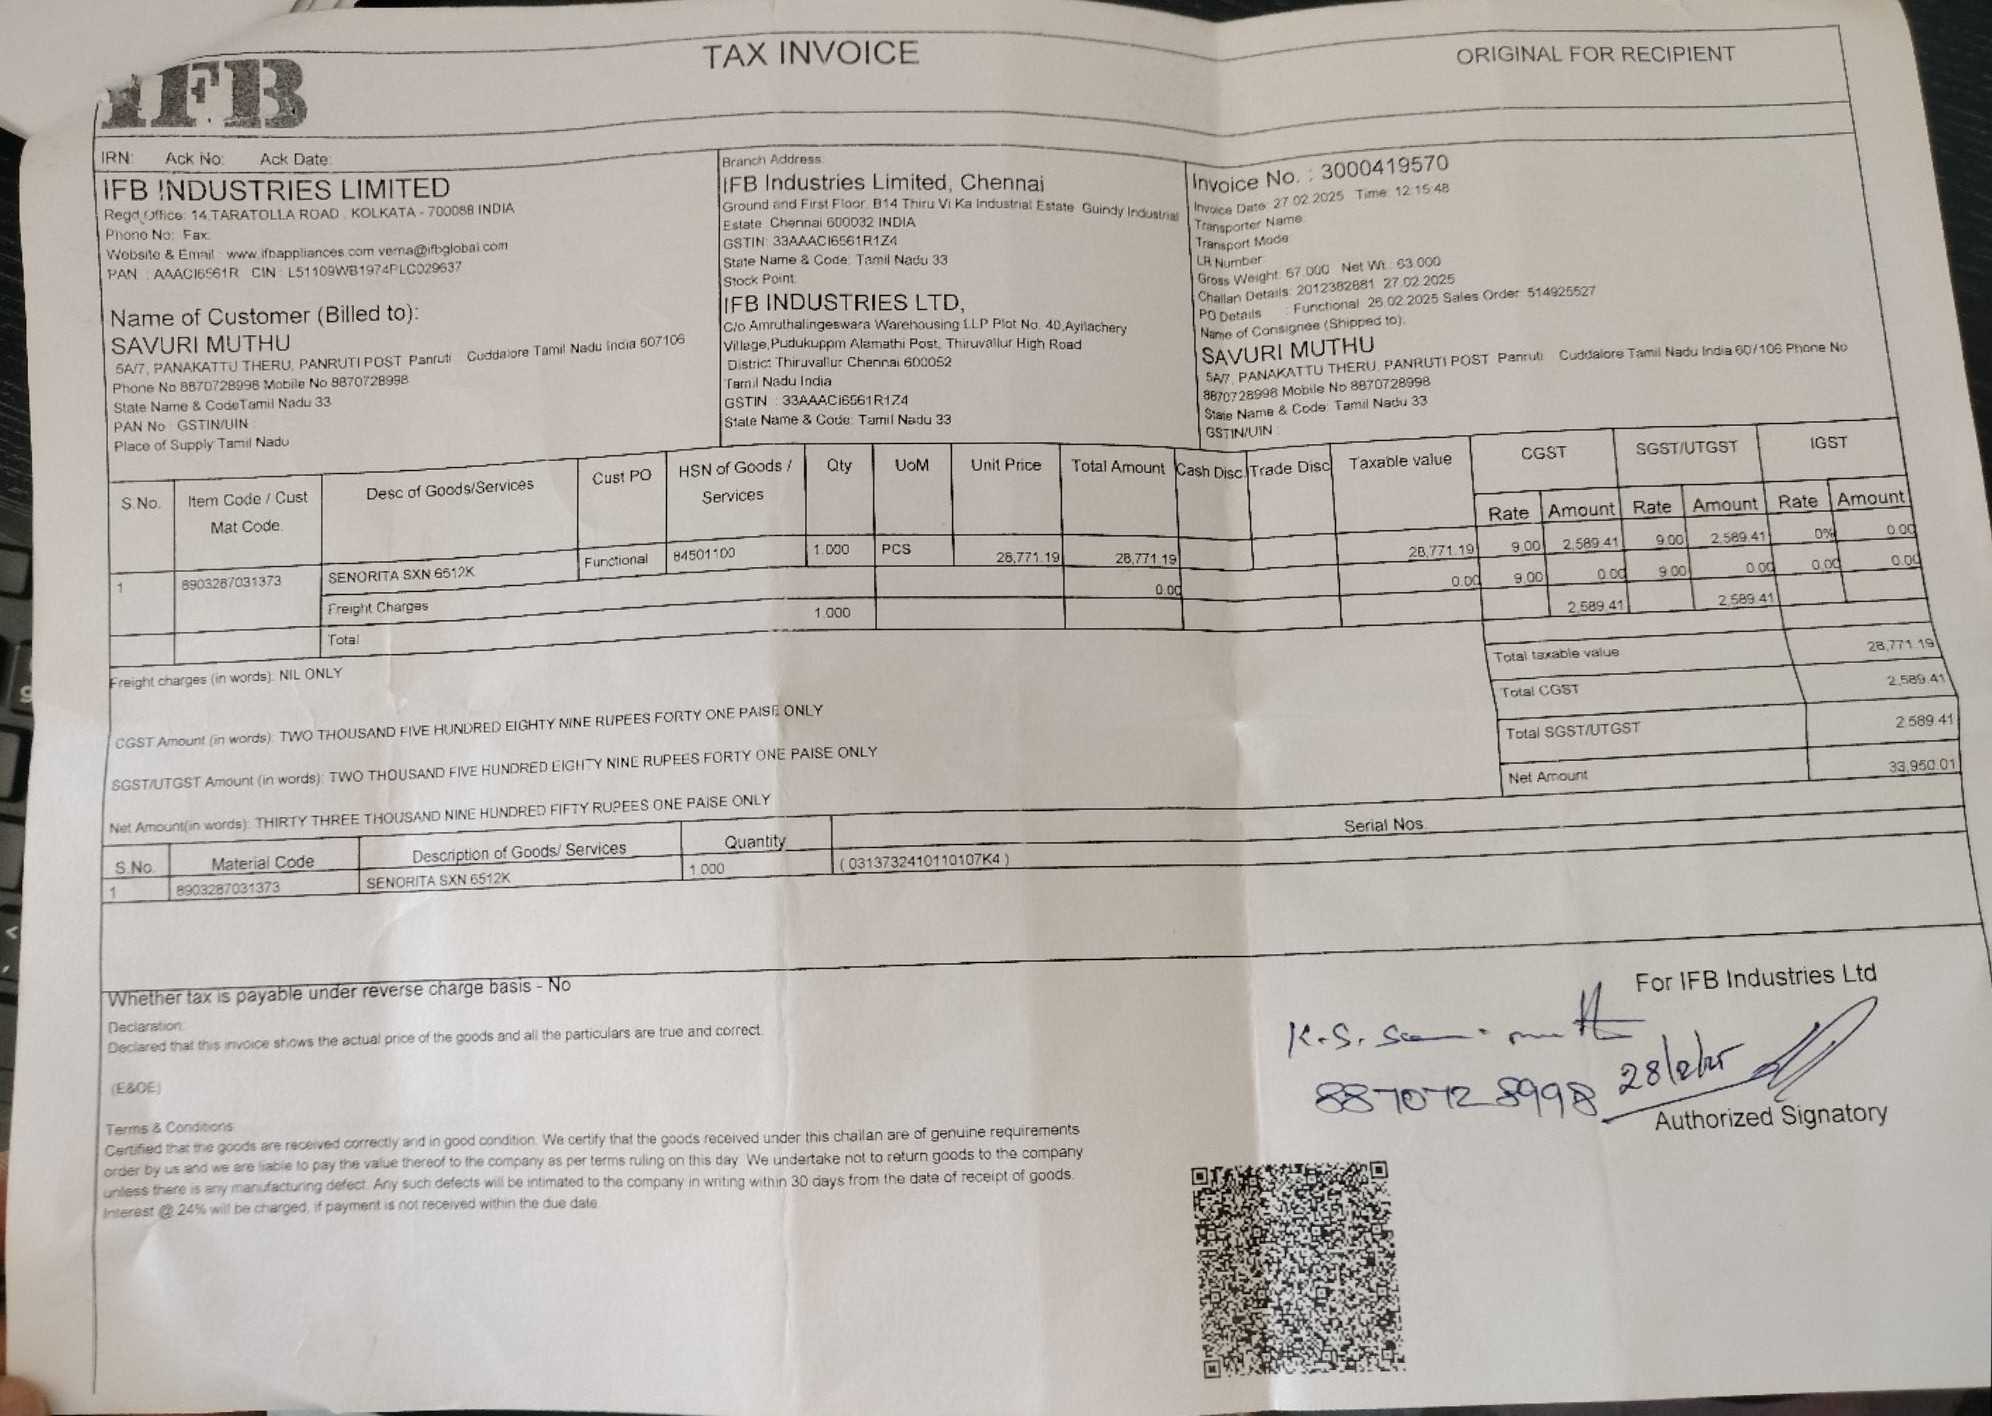 TAX INVOICE
ORIGINAL FOR RECIPIENT
IFB
IRN: Ack No: Ack Date:
IFB INDUSTRIES LIMITED
Regd.Office: 14,TARATOLLA ROAD , KOLKATA - 700088 INDIA
Phone No: Fax:
Website & Email : www.ifbappliances.com verna@ifbglobal.com
PAN : AAACI6561R CIN : L51109WB1974PLC029637
Name of Customer (Billed to):
SAVURI MUTHU
5A/7, PANAKATTU THERU, PANRUTI POST Panruti Cuddalore Tamil Nadu India 607106
Phone No 8870728998 Mobile No 8870728998
State Name & CodeTamil Nadu 33
PAN No : GSTIN/UIN :
Place of Supply Tamil Nadu
Branch Address:
IFB Industries Limited, Chennai
Ground and First Floor, B14 Thiru Vi Ka Industrial Estate Guindy Industrial
Estate Chennai 600032 INDIA
GSTIN: 33AAACI6561R1Z4
State Name & Code: Tamil Nadu 33
Stock Point:
IFB INDUSTRIES LTD,
C/o Amruthalingeswara Warehousing LLP Plot No. 40,Ayilachery
Village,Pudukuppm Alamathi Post, Thiruvallur High Road
District Thiruvallur Chennai 600052
Tamil Nadu India
GSTIN : 33AAACI6561R1Z4
State Name & Code: Tamil Nadu 33
Invoice No. : 3000419570
Invoice Date: 27.02.2025 Time: 12:15:48
Transporter Name:
Transport Mode
LR Number:
Gross Weight: 67.000 Net Wt.: 63.000
Challan Details: 2012382881 27.02.2025
PO Details : Functional 26.02.2025 Sales Order: 514925527
Name of Consignee (Shipped to):
SAVURI MUTHU
5A/7, PANAKATTU THERU, PANRUTI POST Panruti Cuddalore Tamil Nadu India 607106 Phone No
8870728998 Mobile No 8870728998
State Name & Code: Tamil Nadu 33
GSTIN/UIN :
S.No. Item Code / Cust Mat Code. Desc of Goods/Services Cust PO HSN of Goods / Services Qty UoM Unit Price Total Amount Cash Disc. Trade Disc Taxable value CGST SGST/UTGST IGST
Rate Amount Rate Amount Rate Amount
1 8903287031373 SENORITA SXN 6512K Functional 84501100 1.000 PCS 28,771.19 28,771.19 28,771.19 9.00 2,589.41 9.00 2,589.41 0% 0.00
Freight Charges 0.00 0.00 9.00 0.00 9.00 0.00 0.00 0.00
Total 1.000 2,589.41 2,589.41
Total taxable value 28,771.19
Total CGST 2,589.41
Total SGST/UTGST 2,589.41
Net Amount 33,950.01
Freight charges (in words): NIL ONLY
CGST Amount (in words): TWO THOUSAND FIVE HUNDRED EIGHTY NINE RUPEES FORTY ONE PAISE ONLY
SGST/UTGST Amount (in words): TWO THOUSAND FIVE HUNDRED EIGHTY NINE RUPEES FORTY ONE PAISE ONLY
Net Amount(in words): THIRTY THREE THOUSAND NINE HUNDRED FIFTY RUPEES ONE PAISE ONLY
S.No. Material Code Description of Goods/ Services Quantity Serial Nos.
1 8903287031373 SENORITA SXN 6512K 1.000 ( 0313732410110107K4 )
Whether tax is payable under reverse charge basis - No
Declaration:
Declared that this invoice shows the actual price of the goods and all the particulars are true and correct.
(E&OE)
For IFB Industries Ltd
K.S.
8870728998 28/2/25
Authorized Signatory
Terms & Conditions
Certified that the goods are received correctly and in good condition. We certify that the goods received under this challan are of genuine requirements
order by us and we are liable to pay the value thereof to the company as per terms ruling on this day. We undertake not to return goods to the company
unless there is any manufacturing defect. Any such defects will be intimated to the company in writing within 30 days from the date of receipt of goods.
Interest @ 24% will be charged, if payment is not received within the due date.